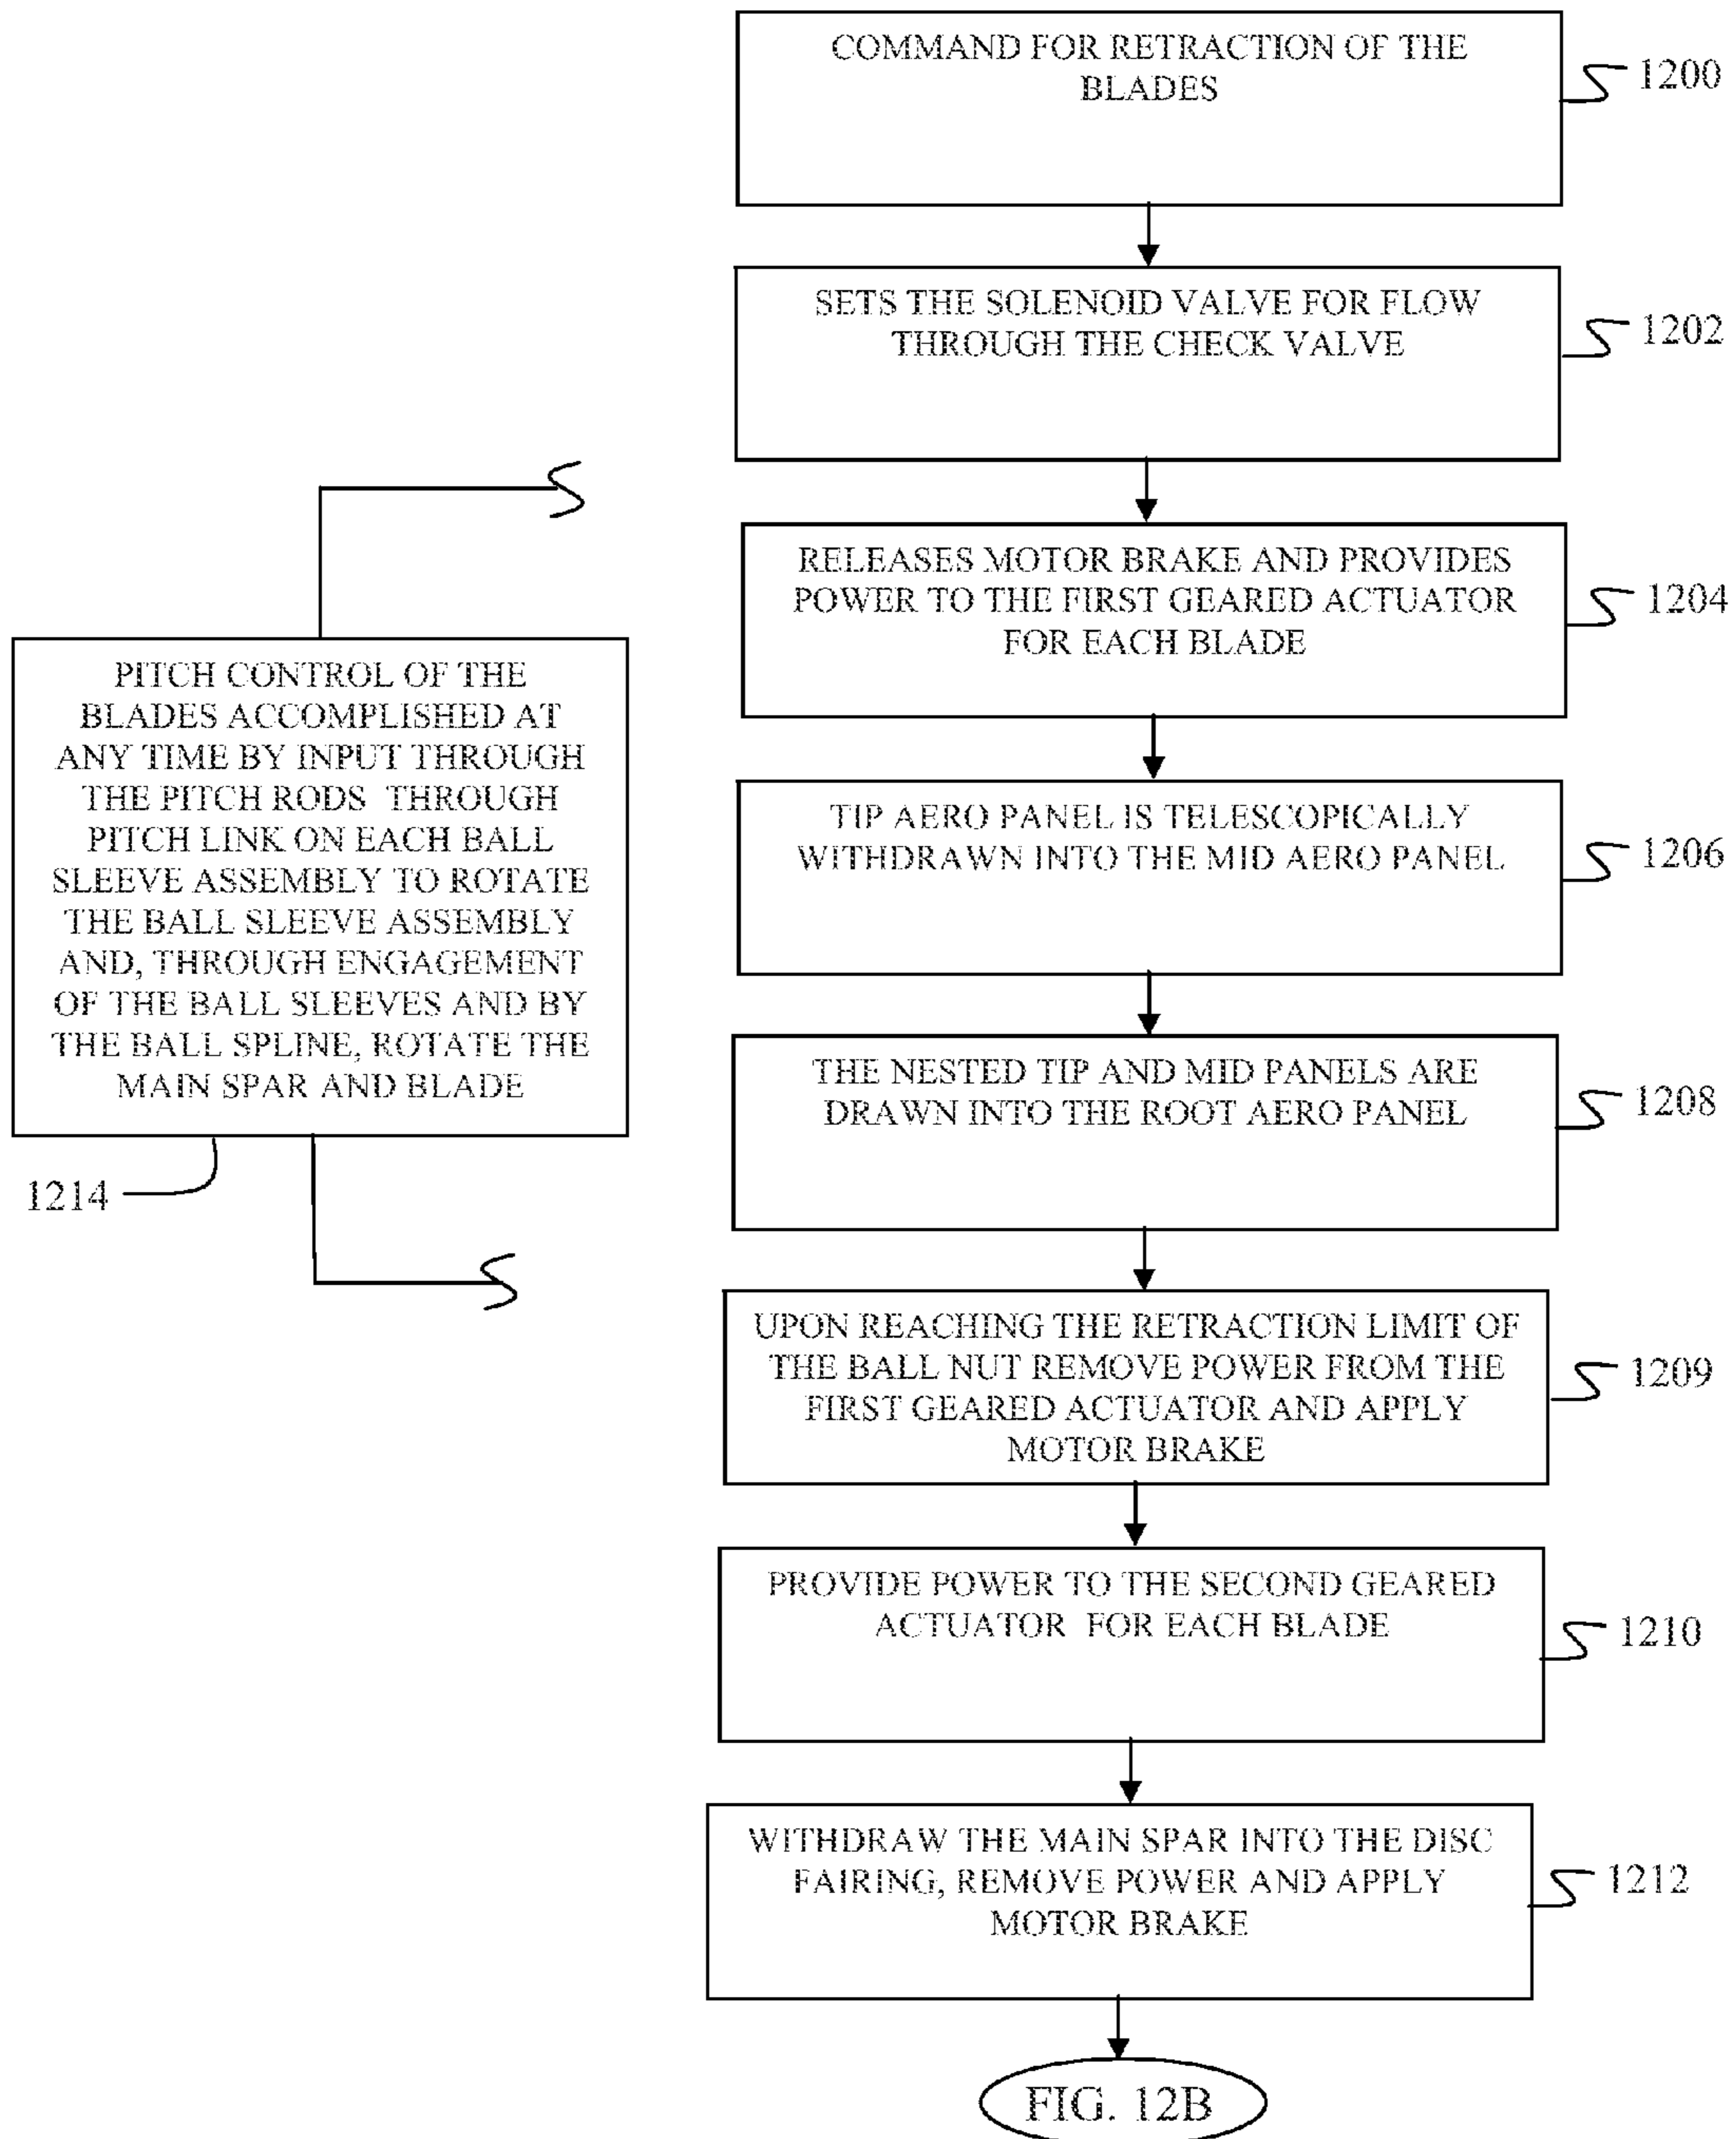 COMMAND FOR RETRACTION OF THE
BLADES
1200
SETS THE SOLENOID VALVE FOR FLOW
THROUGH THE CHECK VALVE
1202
RELEASES MOTOR BRAKE AND PROVIDES
POWER TO THE FIRST GEARED ACTUATOR
FOR EACH BLADE
1204
PITCH CONTROL OF THE
BLADES ACCOMPLISHED AT
ANY TIME BY INPUT THROUGH
THE PITCH RODS THROUGH
PITCH LINK ON EACH BALL
SLEEVE ASSEMBLY TO ROTATE
THE BALL SLEEVE ASSEMBLY
AND, THROUGH ENGAGEMENT
OF THE BALL SLEEVES AND BY
THE BALL SPLINE, ROTATE THE
MAIN SPAR AND BLADE
1214
TIP AERO PANEL IS TELESCOPICALLY
WITHDRAWN INTO THE MID AERO PANEL
1206
THE NESTED TIP AND MID PANELS ARE
DRAWN INTO THE ROOT AERO PANEL
1208
UPON REACHING THE RETRACTION LIMIT OF
THE BALL NUT REMOVE POWER FROM THE
FIRST GEARED ACTUATOR AND APPLY
MOTOR BRAKE
1209
PROVIDE POWER TO THE SECOND GEARED
ACTUATOR FOR EACH BLADE
1210
WITHDRAW THE MAIN SPAR INTO THE DISC
FAIRING, REMOVE POWER AND APPLY
MOTOR BRAKE
1212
FIG. 12B